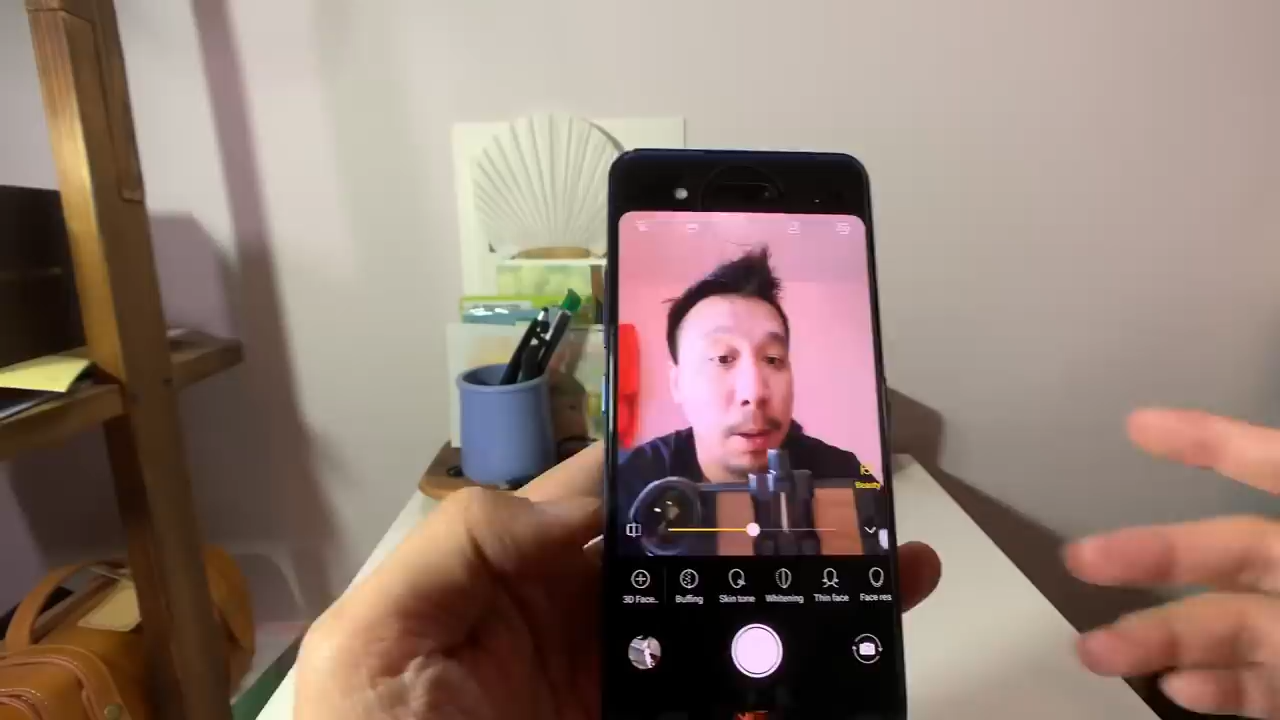 Beauty
3D Face..
Buffing
Skin tone
Whitening
Thin face
Face res